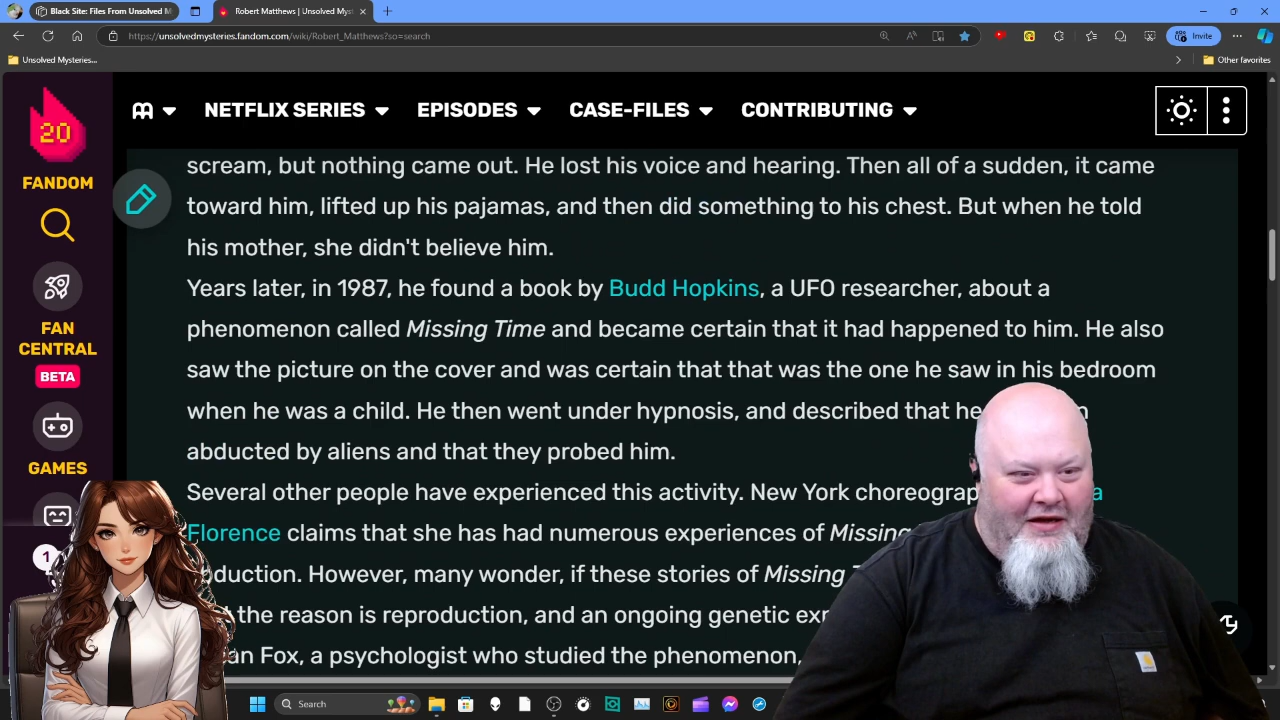 Black Site: Files From Unsolved M
Robert Matthews | Unsolved Mys
https://unsolvedmysteries.fandom.com/wiki/Robert_Matthews?so=search
Invite
Unsolved Mysteries...
Other favorites
20
FANDOM
NETFLIX SERIES
EPISODES
CASE-FILES
CONTRIBUTING
FAN
CENTRAL
BETA
GAMES
1
scream, but nothing came out. He lost his voice and hearing. Then all of a sudden, it came
toward him, lifted up his pajamas, and then did something to his chest. But when he told
his mother, she didn't believe him.
Years later, in 1987, he found a book by Budd Hopkins, a UFO researcher, about a
phenomenon called Missing Time and became certain that it had happened to him. He also
saw the picture on the cover and was certain that that was the one he saw in his bedroom
when he was a child. He then went under hypnosis, and described that he
abducted by aliens and that they probed him.
Several other people have experienced this activity. New York choreograp
Florence claims that she has had numerous experiences of Missing
However, many wonder, if these stories of Missing
the reason is reproduction, and an ongoing genetic
Fox, a psychologist who studied the phenomenon,
Search